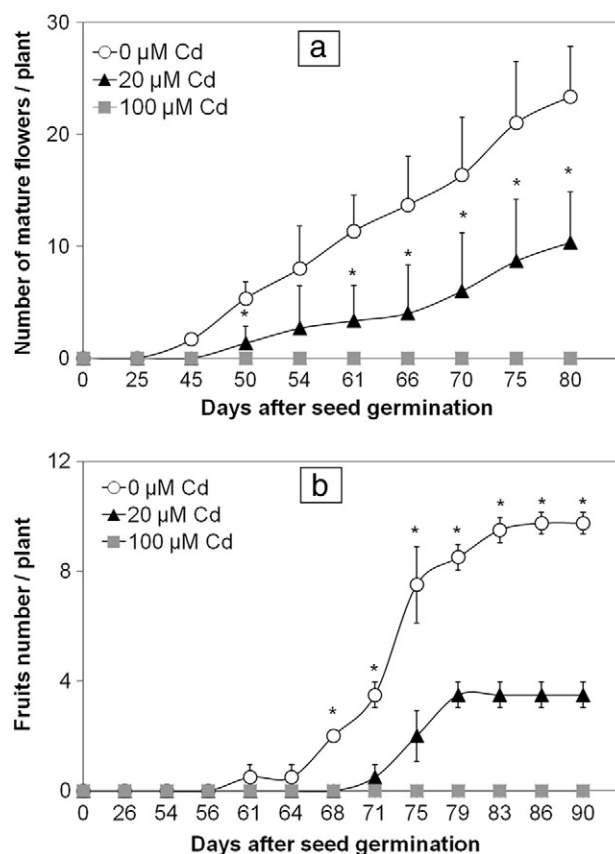 a
0 µM Cd
20 µM Cd
100 µM Cd
Number of mature flowers / plant
30
20
10
0
* * * * * *
0 25 45 50 54 61 66 70 75 80
Days after seed germination
b
0 µM Cd
20 µM Cd
100 µM Cd
Fruits number / plant
12
8
4
0
* * * * * * *
0 26 54 56 61 64 68 71 75 79 83 86 90
Days after seed germination